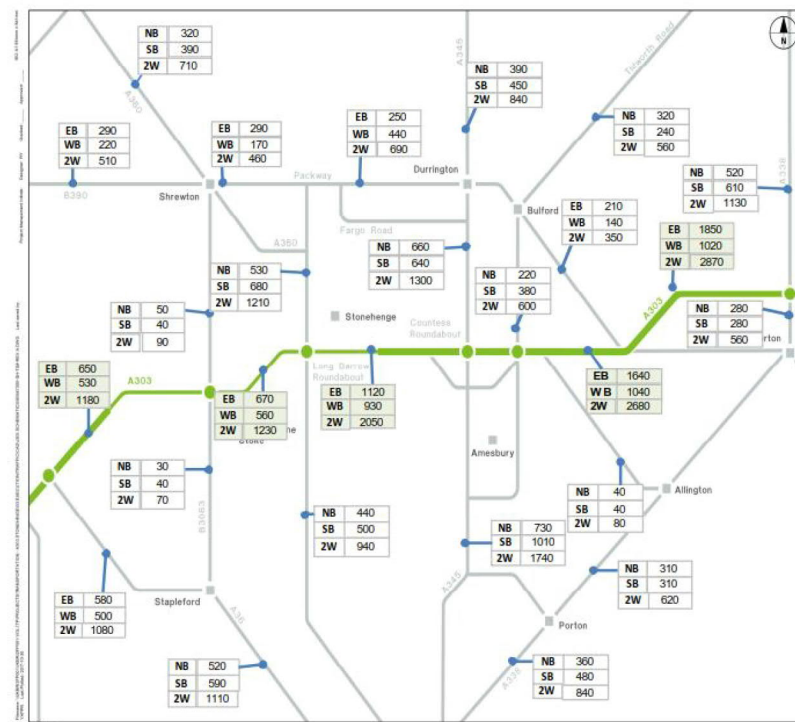 NB 320
SB 390
2W 710
A360
EB 290
WB 220
2W 510
B390
Shrewton
EB 290
WB 170
2W 460
Packway
EB 250
WB 440
2W 690
A345
NB 390
SB 450
2W 840
Durrington
Tidworth Road
N
NB 320
SB 240
2W 560
A338
NB 520
SB 610
2W 1130
Bulford
Fargo Road
A360
EB 210
WB 140
2W 350
EB 1850
WB 1020
2W 2870
NB 660
SB 640
2W 1300
NB 530
SB 680
2W 1210
NB 220
SB 380
2W 600
NB 50
SB 40
2W 90
Stonehenge
Countess
Roundabout
A303
NB 280
SB 280
2W 560
EB 650
WB 530
2W 1180
A303
Long Barrow
Roundabout
EB 670
WB 560
2W 1230
EB 1120
WB 930
2W 2050
EB 1640
WB 1040
2W 2680
Amesbury
NB 30
SB 40
2W 70
B3083
NB 40
SB 40
2W 80
Allington
NB 440
SB 500
2W 940
NB 730
SB 1010
2W 1740
EB 580
WB 500
2W 1080
Stapleford
A36
A345
NB 310
SB 310
2W 620
Porton
NB 520
SB 590
2W 1110
A338
NB 360
SB 480
2W 840